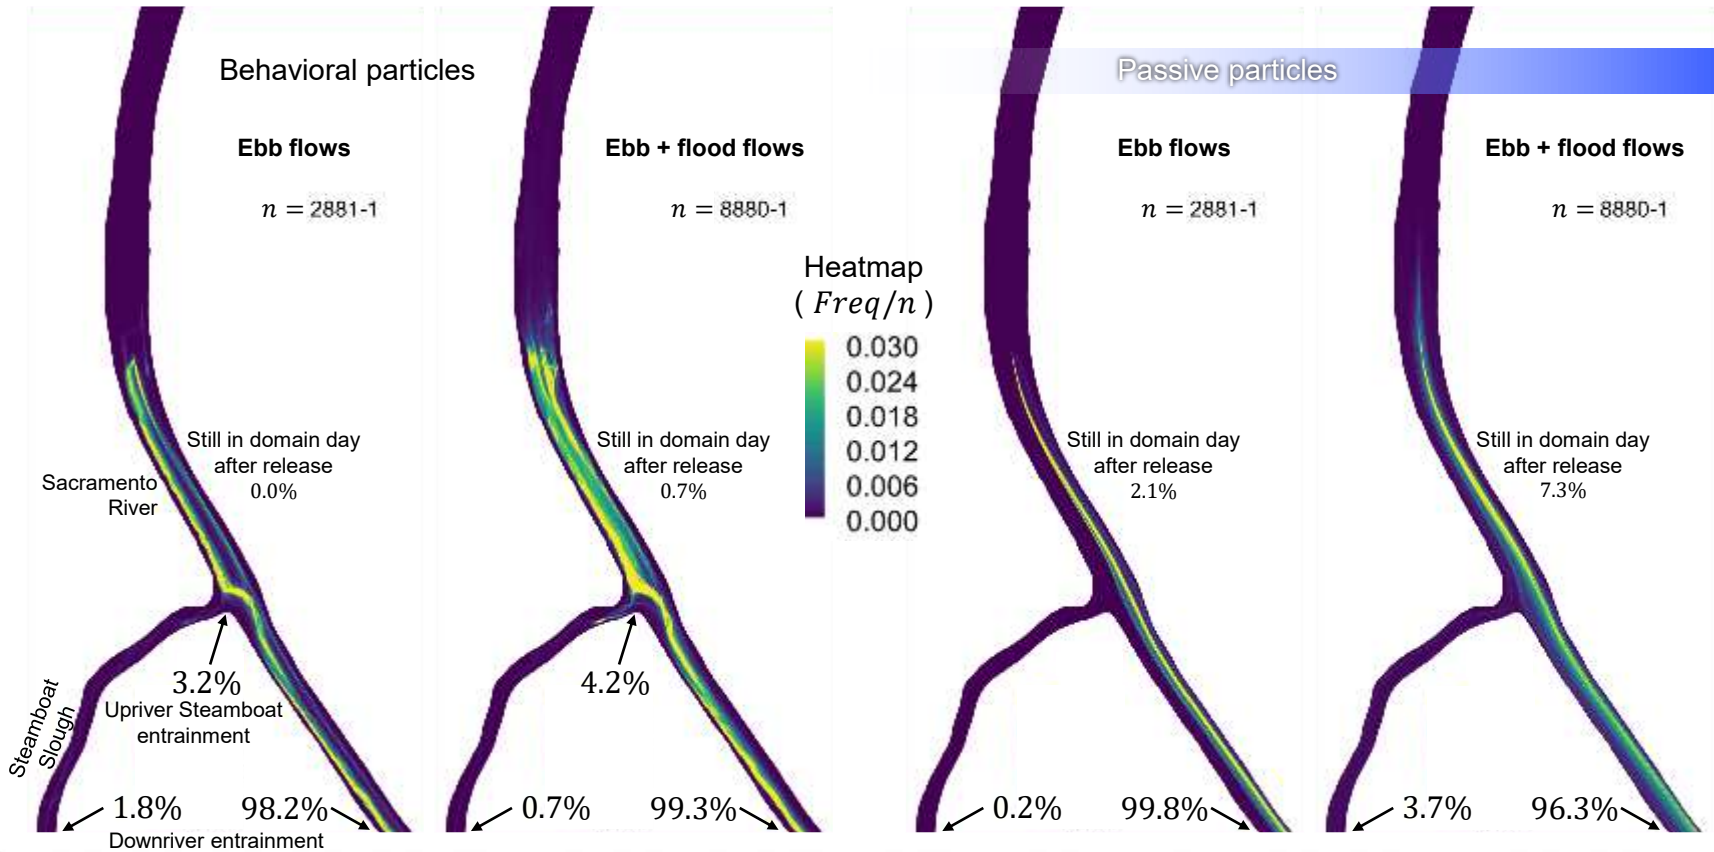 Behavioral particles
Passive particles
Ebb flows
Ebb + flood flows
Ebb flows
Ebb + flood flows
n = 2881-1
n = 8880-1
n = 2881-1
n = 8880-1
Heatmap
( Freq/n )
0.030
0.024
0.018
0.012
0.006
0.000
Still in domain day
after release
0.0%
Still in domain day
after release
0.7%
Still in domain day
after release
2.1%
Still in domain day
after release
7.3%
Sacramento
River
3.2%
Upriver Steamboat
entrainment
4.2%
Steamboat
Slough
1.8%
98.2%
Downriver entrainment
0.7%
99.3%
0.2%
99.8%
3.7%
96.3%